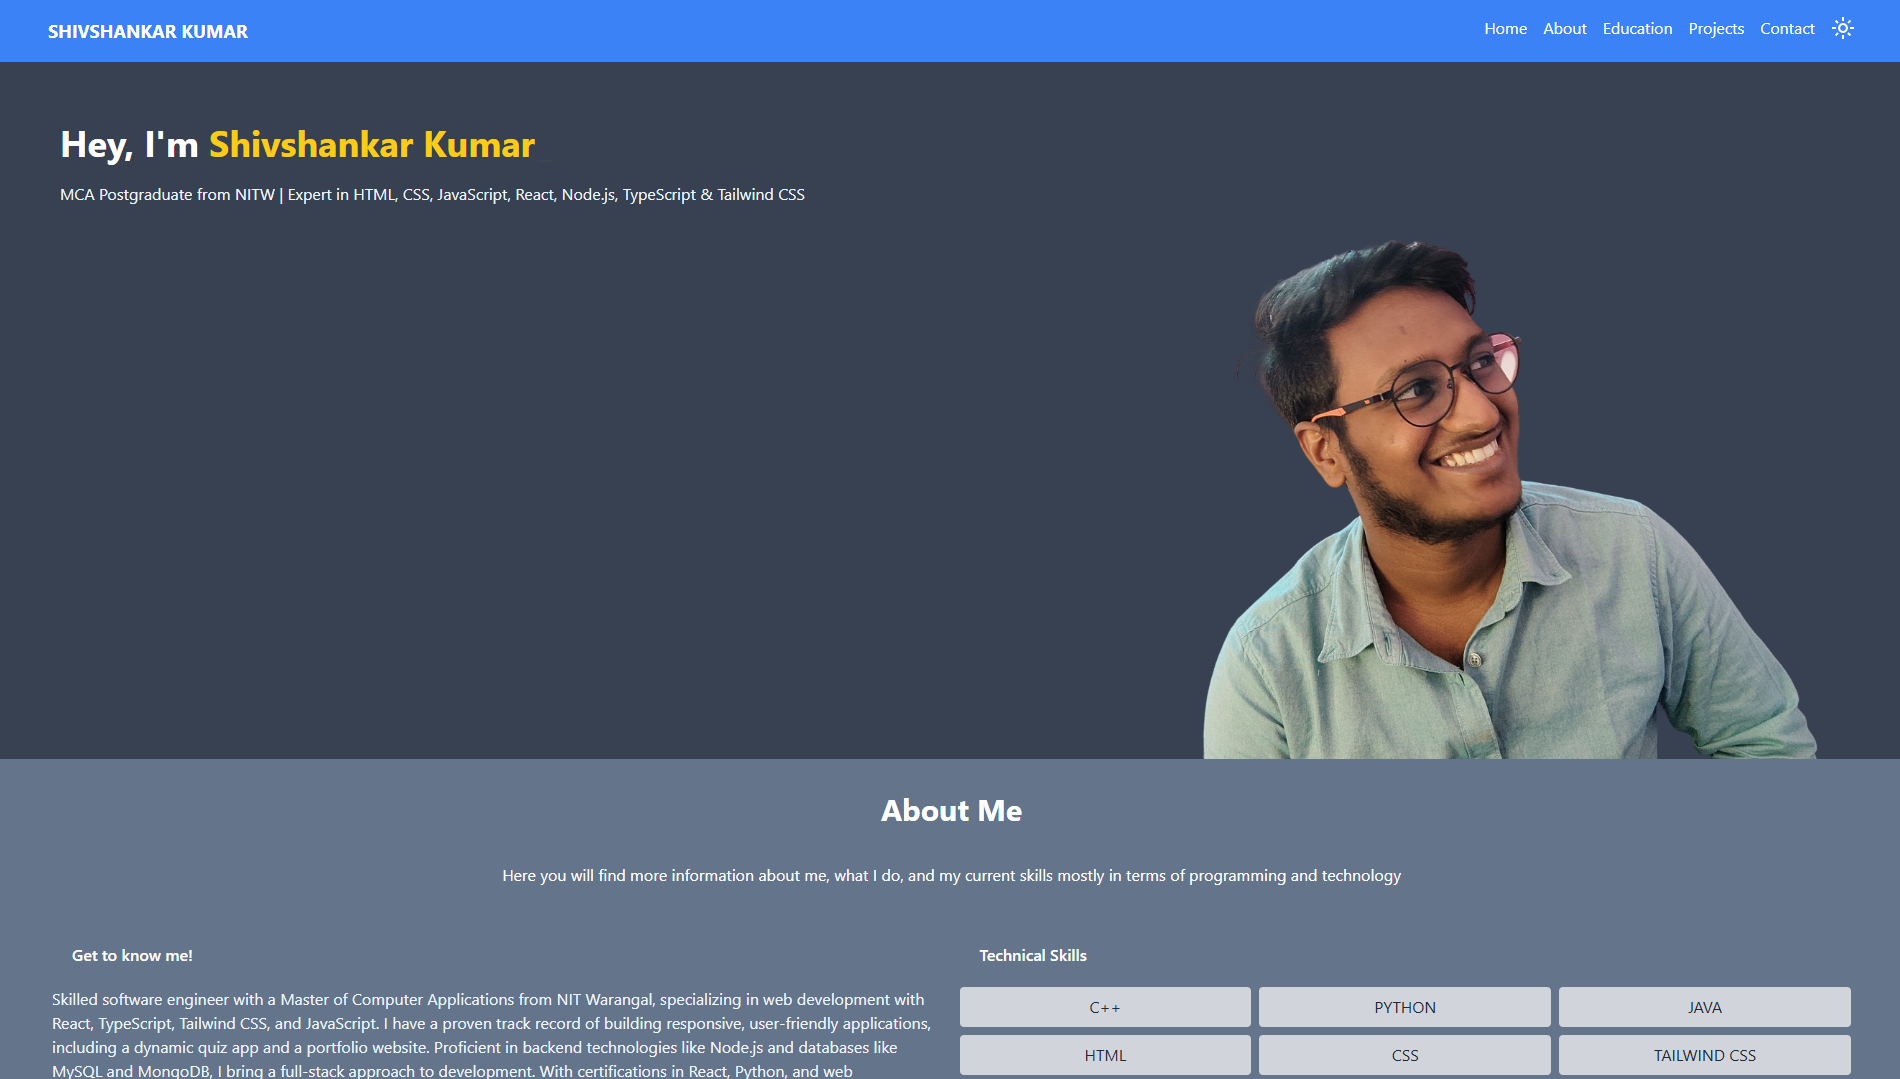 SHIVSHANKAR KUMAR
Home About Education Projects Contact
Hey, I'm Shivshankar Kumar
MCA Postgraduate from NITW | Expert in HTML, CSS, JavaScript, React, Node.js, TypeScript & Tailwind CSS
About Me
Here you will find more information about me, what I do, and my current skills mostly in terms of programming and technology
Get to know me!
Skilled software engineer with a Master of Computer Applications from NIT Warangal, specializing in web development with
React, TypeScript, Tailwind CSS, and JavaScript. I have a proven track record of building responsive, user-friendly applications,
including a dynamic quiz app and a portfolio website. Proficient in backend technologies like Node.js and databases like
MySQL and MongoDB, I bring a full-stack approach to development. With certifications in React, Python, and web
Technical Skills
C++ PYTHON JAVA
HTML CSS TAILWIND CSS